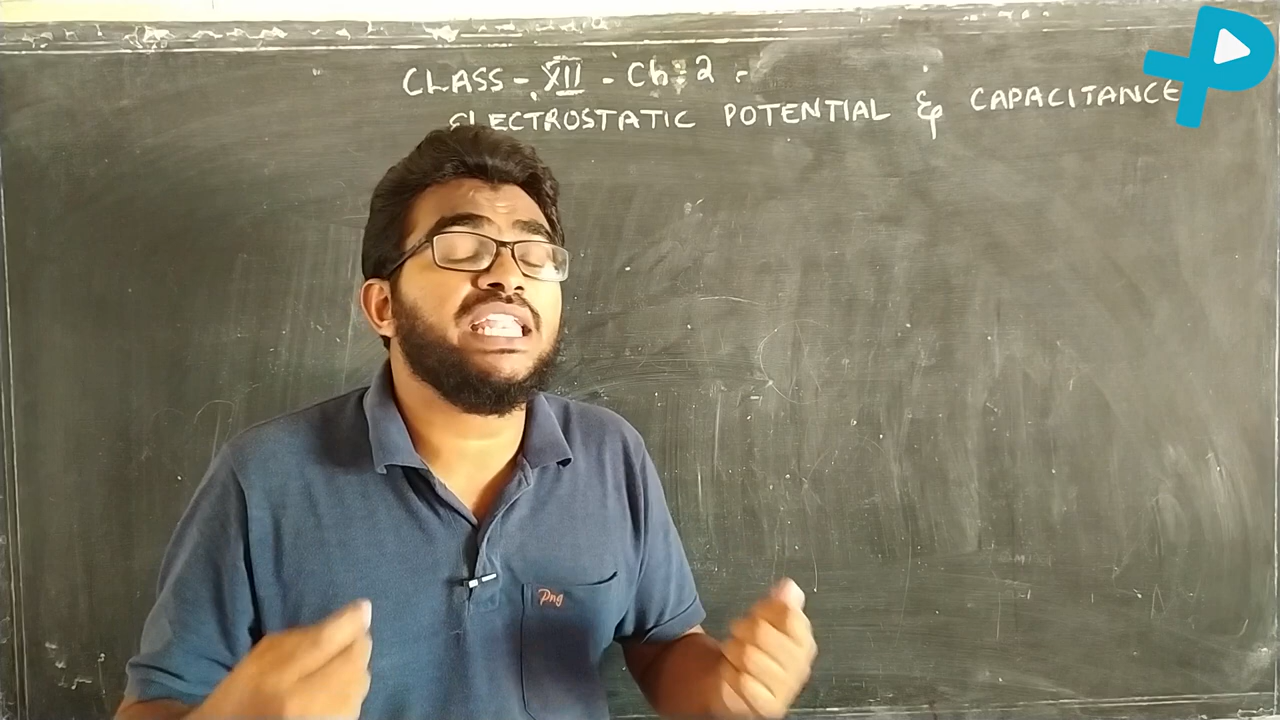 CLASS - XII - Ch : 2 -
ELECTROSTATIC POTENTIAL & CAPACITANCE
Png